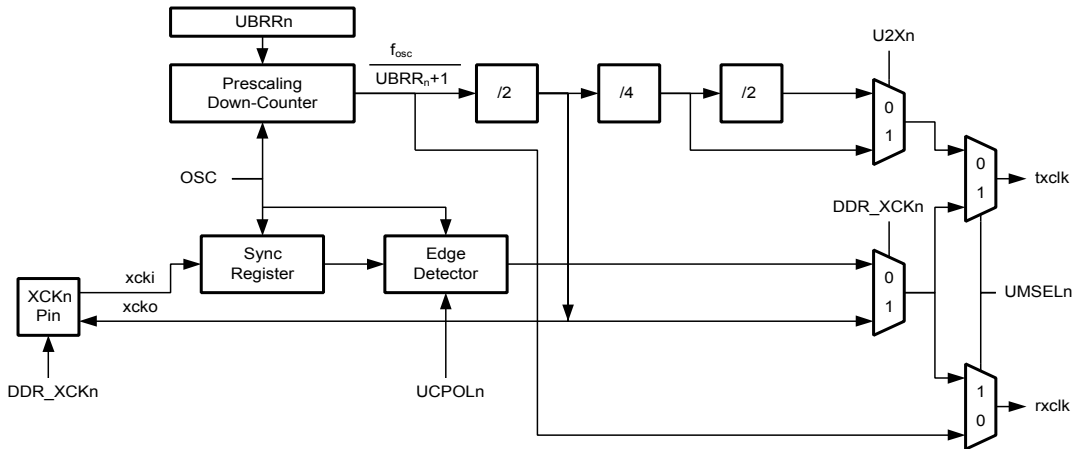 UBRRn
U2Xn
fosc
UBRRn+1
Prescaling
Down-Counter
/2
/4
/2
0
1
OSC
0
1
txclk
DDR_XCKn
Sync
Register
Edge
Detector
xcki
0
1
XCKn
Pin
xcko
UMSELn
DDR_XCKn
UCPOLn
1
0
rxclk